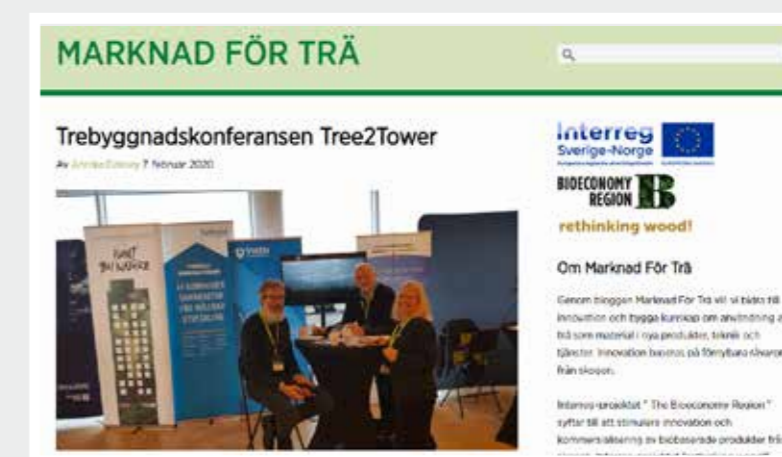 MARKNAD FÖR TRÄ
Trebyggnadskonferansen Tree2Tower
Av 7 februar 2020
Interreg
Sverige-Norge
BIOECONOMY
REGION
rethinking wood!
Om Marknad För Trä
Genom bloggen Marknad För Trä vill vi bidra till
innovation och bygga kunskap om användning a
trä som material i nya produkter, teknik och
tjänster. Innovation baseras på förnybara råvaror
från skogen.
Interreg-prosjektet " The Bioeconomy Region "
syftar till att stimulera innovation och
kommersialisering av biobaserade produkter frå